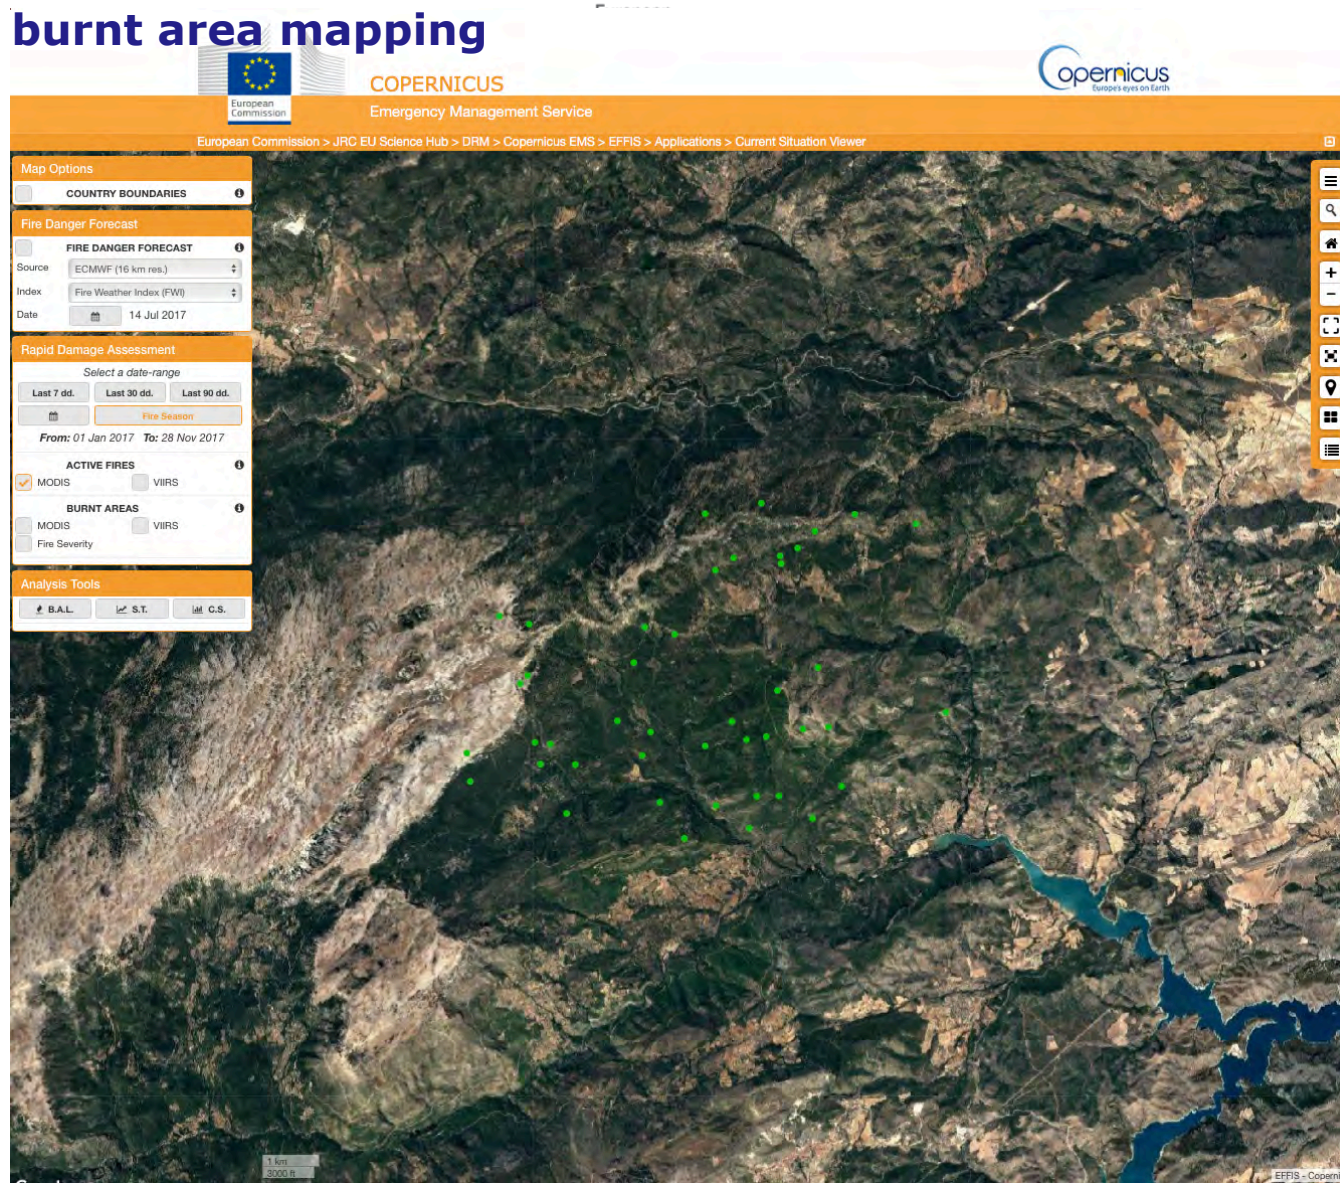 burnt area mapping
European
Commission
COPERNICUS
Emergency Management Service
opernicus
Europe's eyes on Earth
European Commission > JRC EU Science Hub > DRM > Copernicus EMS > EFFIS > Applications > Current Situation Viewer
Map Options
COUNTRY BOUNDARIES
Fire Danger Forecast
FIRE DANGER FORECAST
Source ECMWF (16 km res.)
Index Fire Weather Index (FWI)
Date 14 Jul 2017
Rapid Damage Assessment
Select a date-range
Last 7 dd. Last 30 dd. Last 90 dd.
Fire Season
From: 01 Jan 2017 To: 28 Nov 2017
ACTIVE FIRES
MODIS VIIRS
BURNT AREAS
MODIS VIIRS
Fire Severity
Analysis Tools
B.A.L. S.T. C.S.
1 km
3000 ft
EFFIS - Coperni